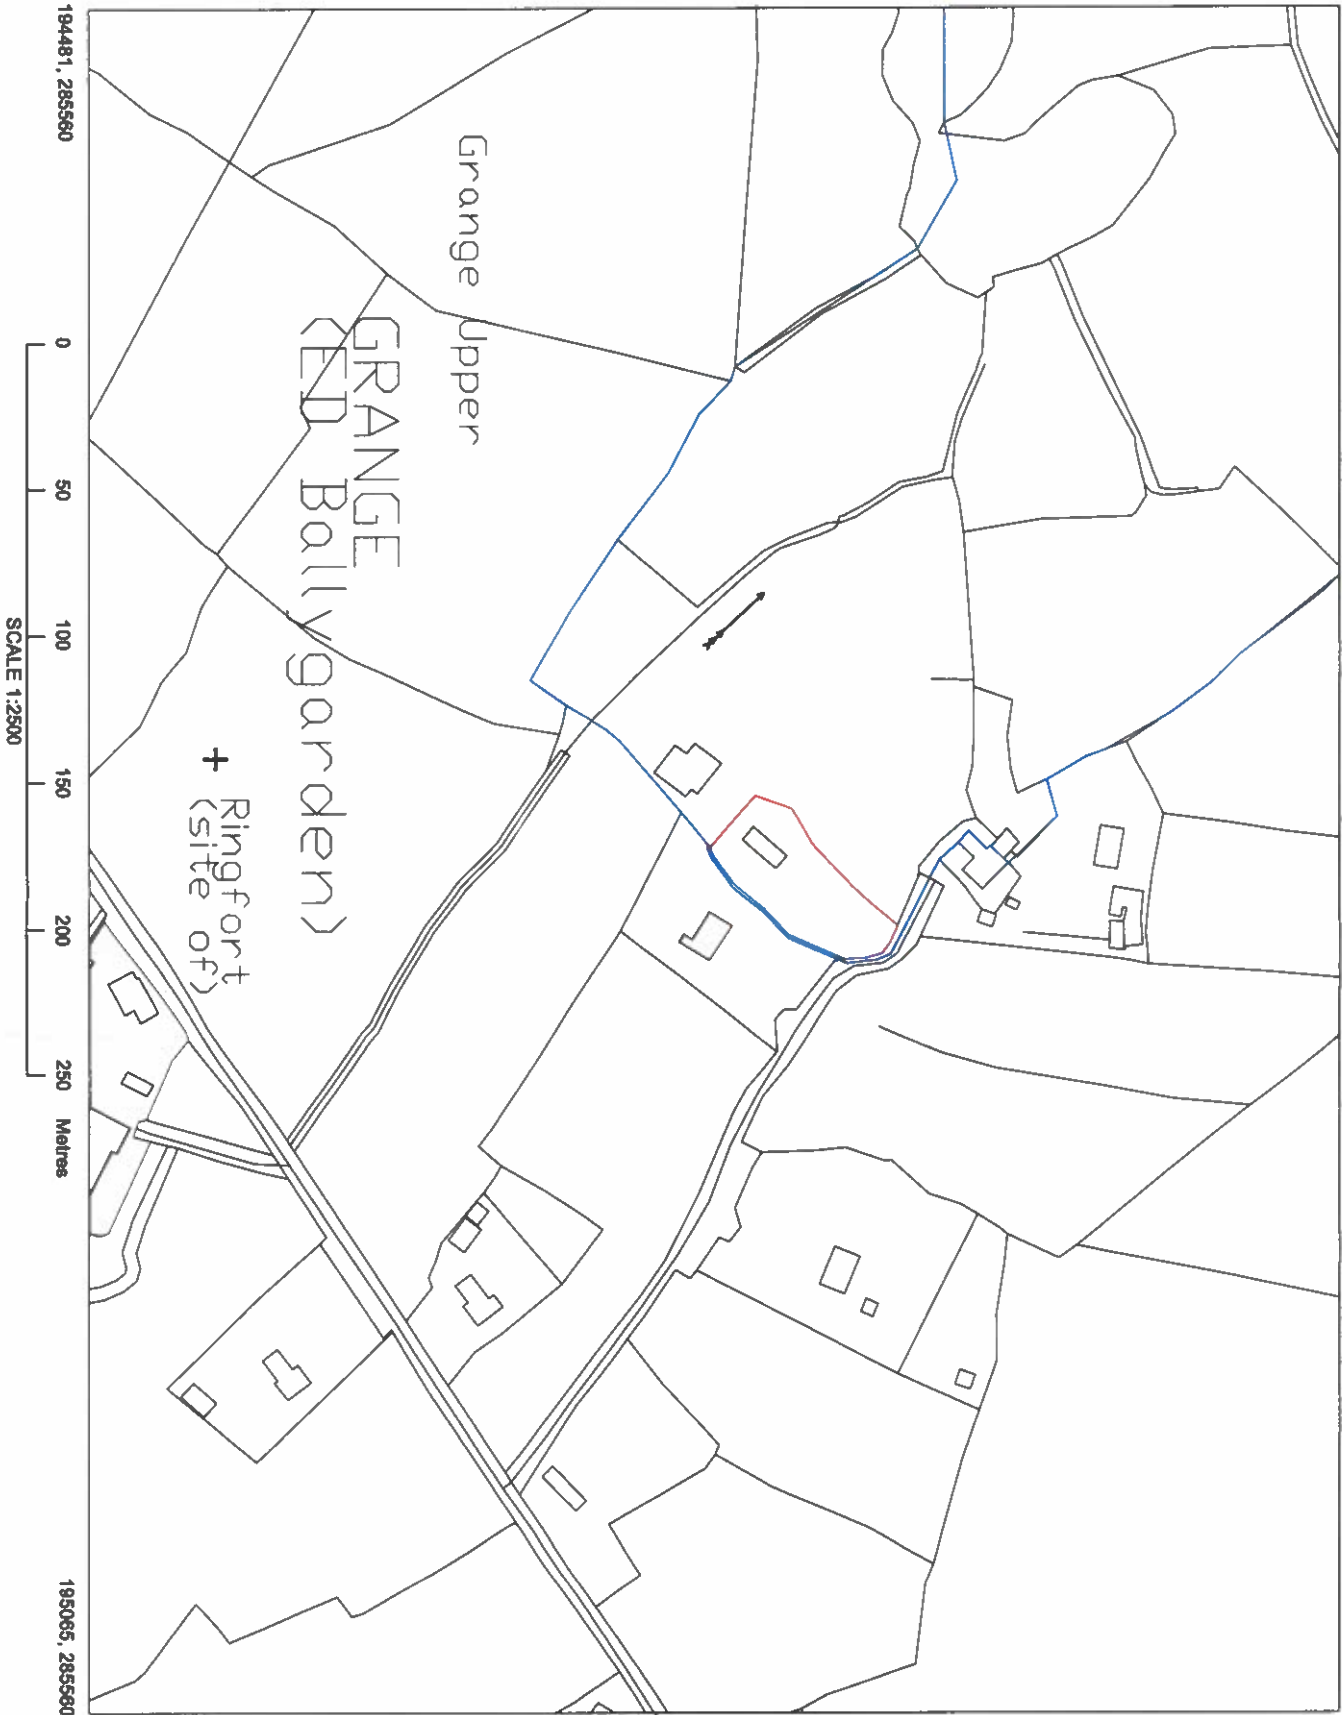 Grange Upper
GRANGE
(ED Ballygarden)
Ringfort
(site of)
194481, 285560
195065, 285560
0 50 100 150 200 250 Metres
SCALE 1:2500